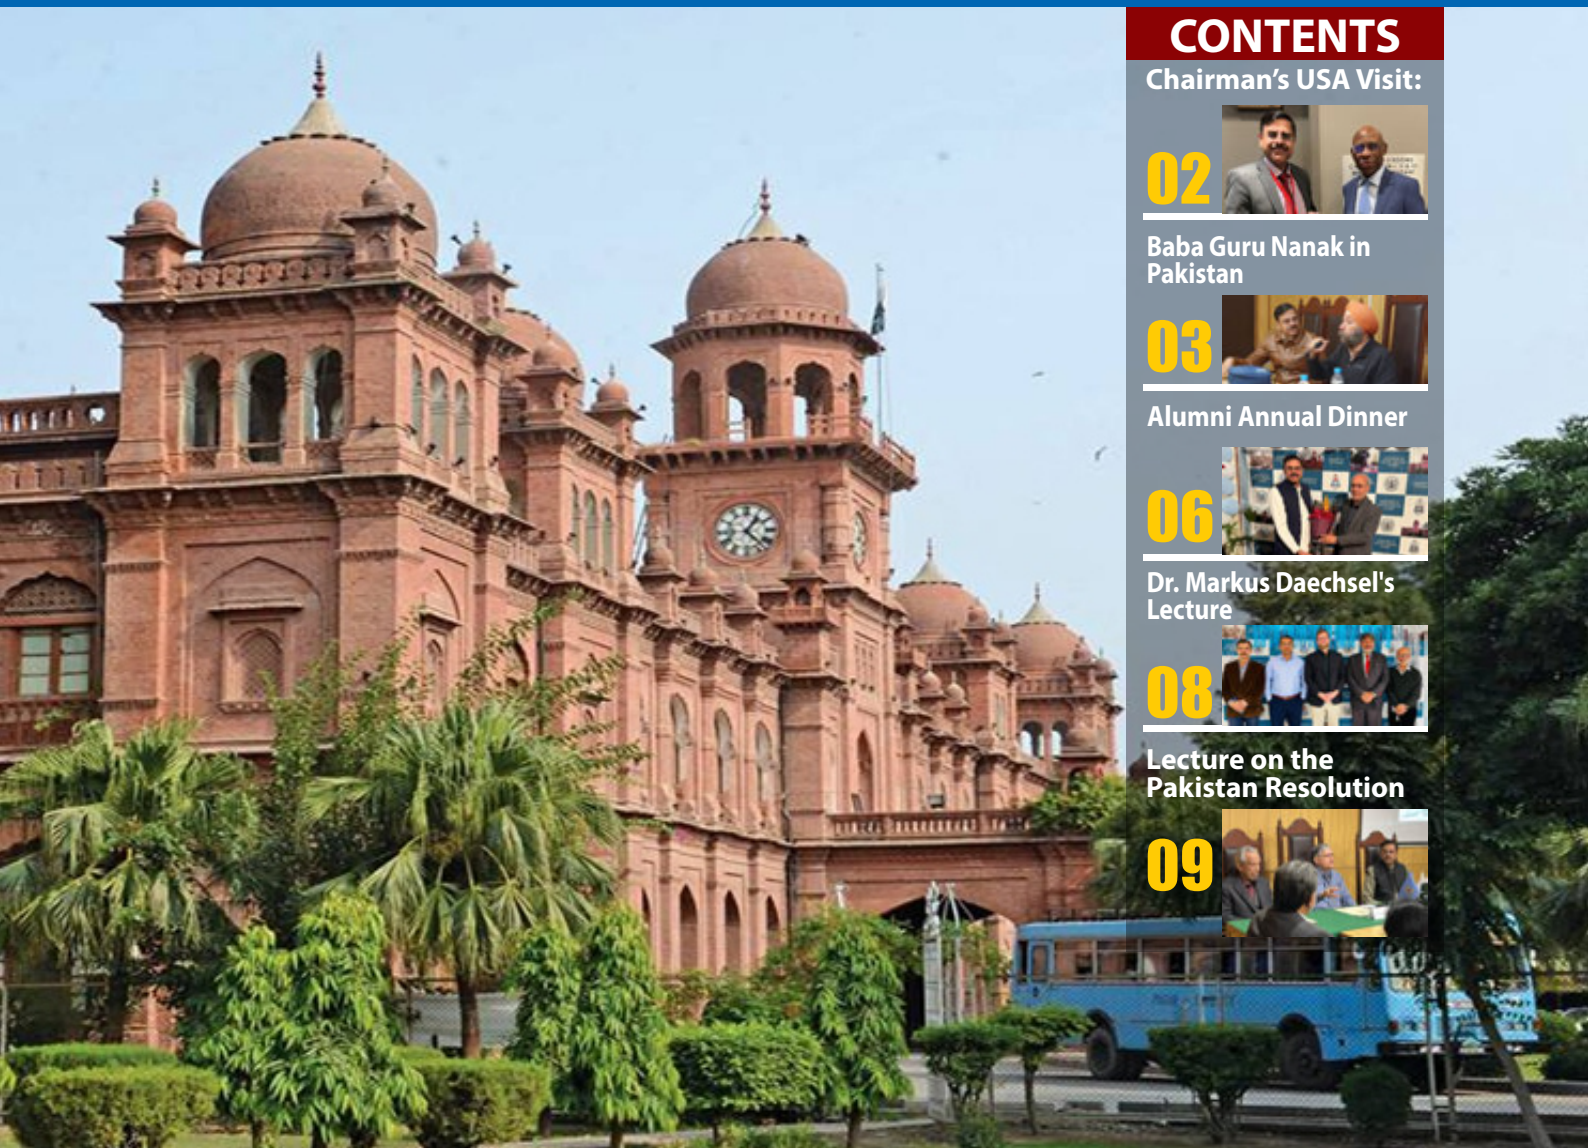 CONTENTS
Chairman’s USA Visit:
02
Baba Guru Nanak in
Pakistan
03
Alumni Annual Dinner
06
Dr. Markus Daechsel's
Lecture
08
Lecture on the
Pakistan Resolution
09